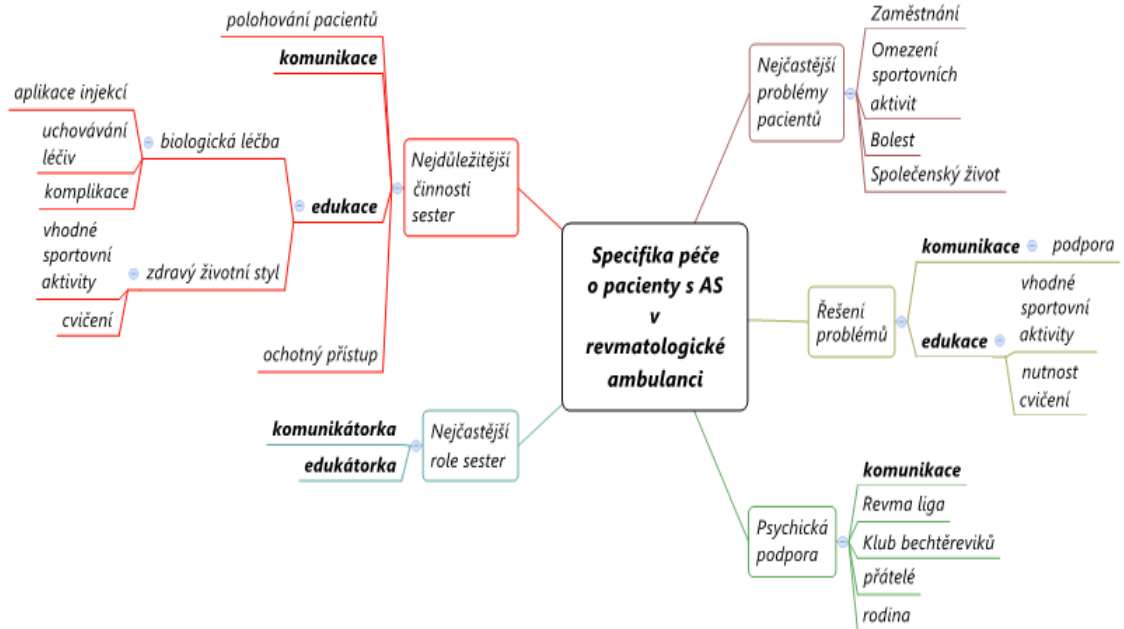 polohování pacientů
komunikace
aplikace injekcí
uchovávání
léčiv
komplikace
biologická léčba
vhodné
sportovní
aktivity
cvičení
zdravý životní styl
edukace
ochotný přístup
Nejdůležitější
činnosti
sester
komunikátorka
edukátorka
Nejčastější
role sester
Specifika péče
o pacienty s AS
v
revmatologické
ambulanci
Nejčastější
problémy
pacientů
Zaměstnání
Omezení
sportovních
aktivit
Bolest
Společenský život
Řešení
problémů
komunikace
podpora
edukace
vhodné
sportovní
aktivity
nutnost
cvičení
Psychická
podpora
komunikace
Revma liga
Klub bechtěreviků
přátelé
rodina